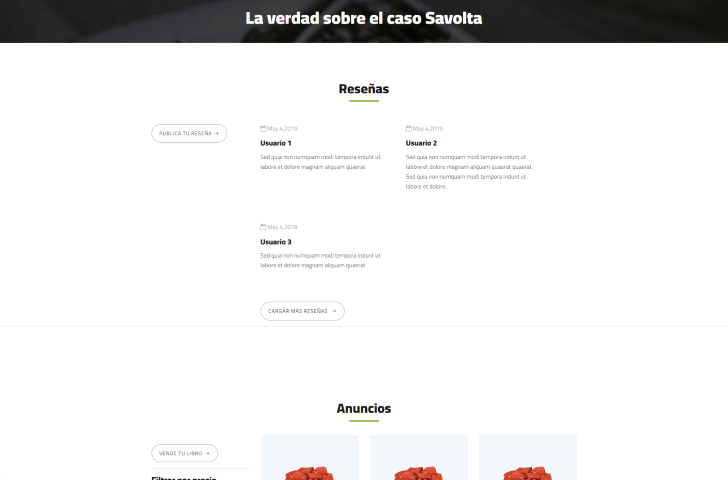 La verdad sobre el caso Savolta
Reseñas
PUBLICA TU RESEÑA →
May 4,2019
Usuario 1
Sed quia non numquam modi tempora indunt ut
labore et dolore magnam aliquam quaerat
May 4,2019
Usuario 2
Sed quia non numquam modi tempora indunt ut
labore et dolore magnam aliquam quaerat quaerat
Sed quia non numquam modi tempora indunt ut
labore et dolore
May 4,2019
Usuario 3
Sed quia non numquam modi tempora indunt ut
labore et dolore magnam aliquam quaerat
CARGAR MÁS RESEÑAS →
Anuncios
VENDE TU LIBRO →
Filtrar por precio